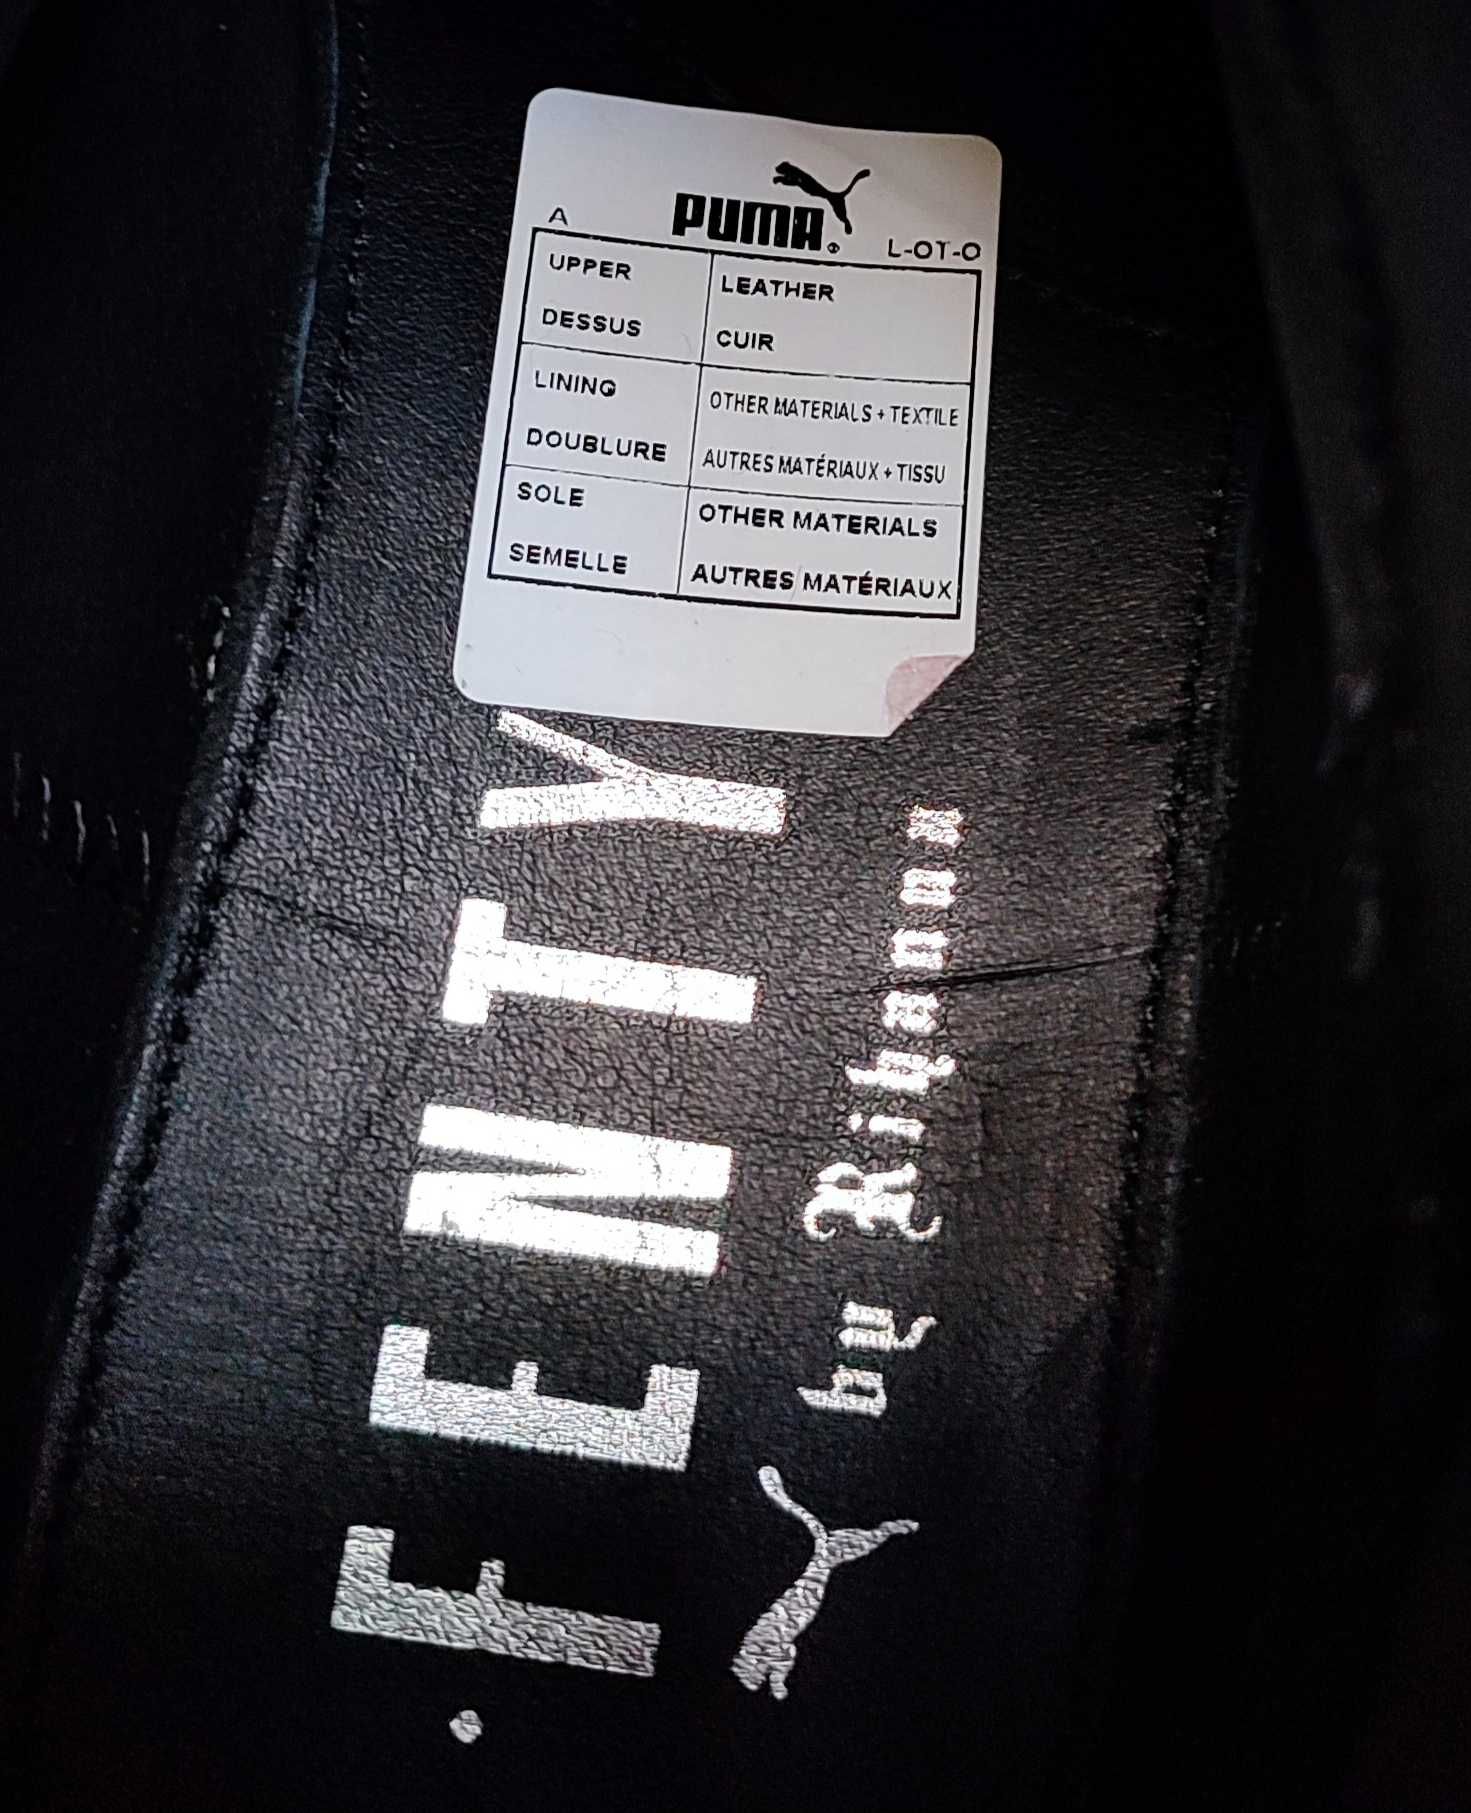 PUMA®
A L-OT-O
UPPER LEATHER
DESSUS CUIR
LINING OTHER MATERIALS + TEXTILE
DOUBLURE AUTRES MATÉRIAUX + TISSU
SOLE OTHER MATERIALS
SEMELLE AUTRES MATÉRIAUX
FENTY
by Rihanna